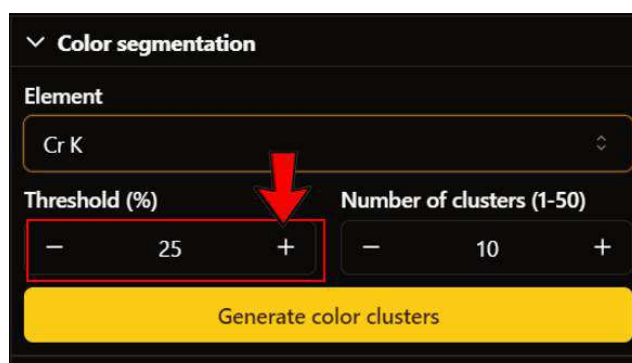 Color segmentation
Element
Cr K
Threshold (%) Number of clusters (1-50)
− 25 + − 10 +
Generate color clusters